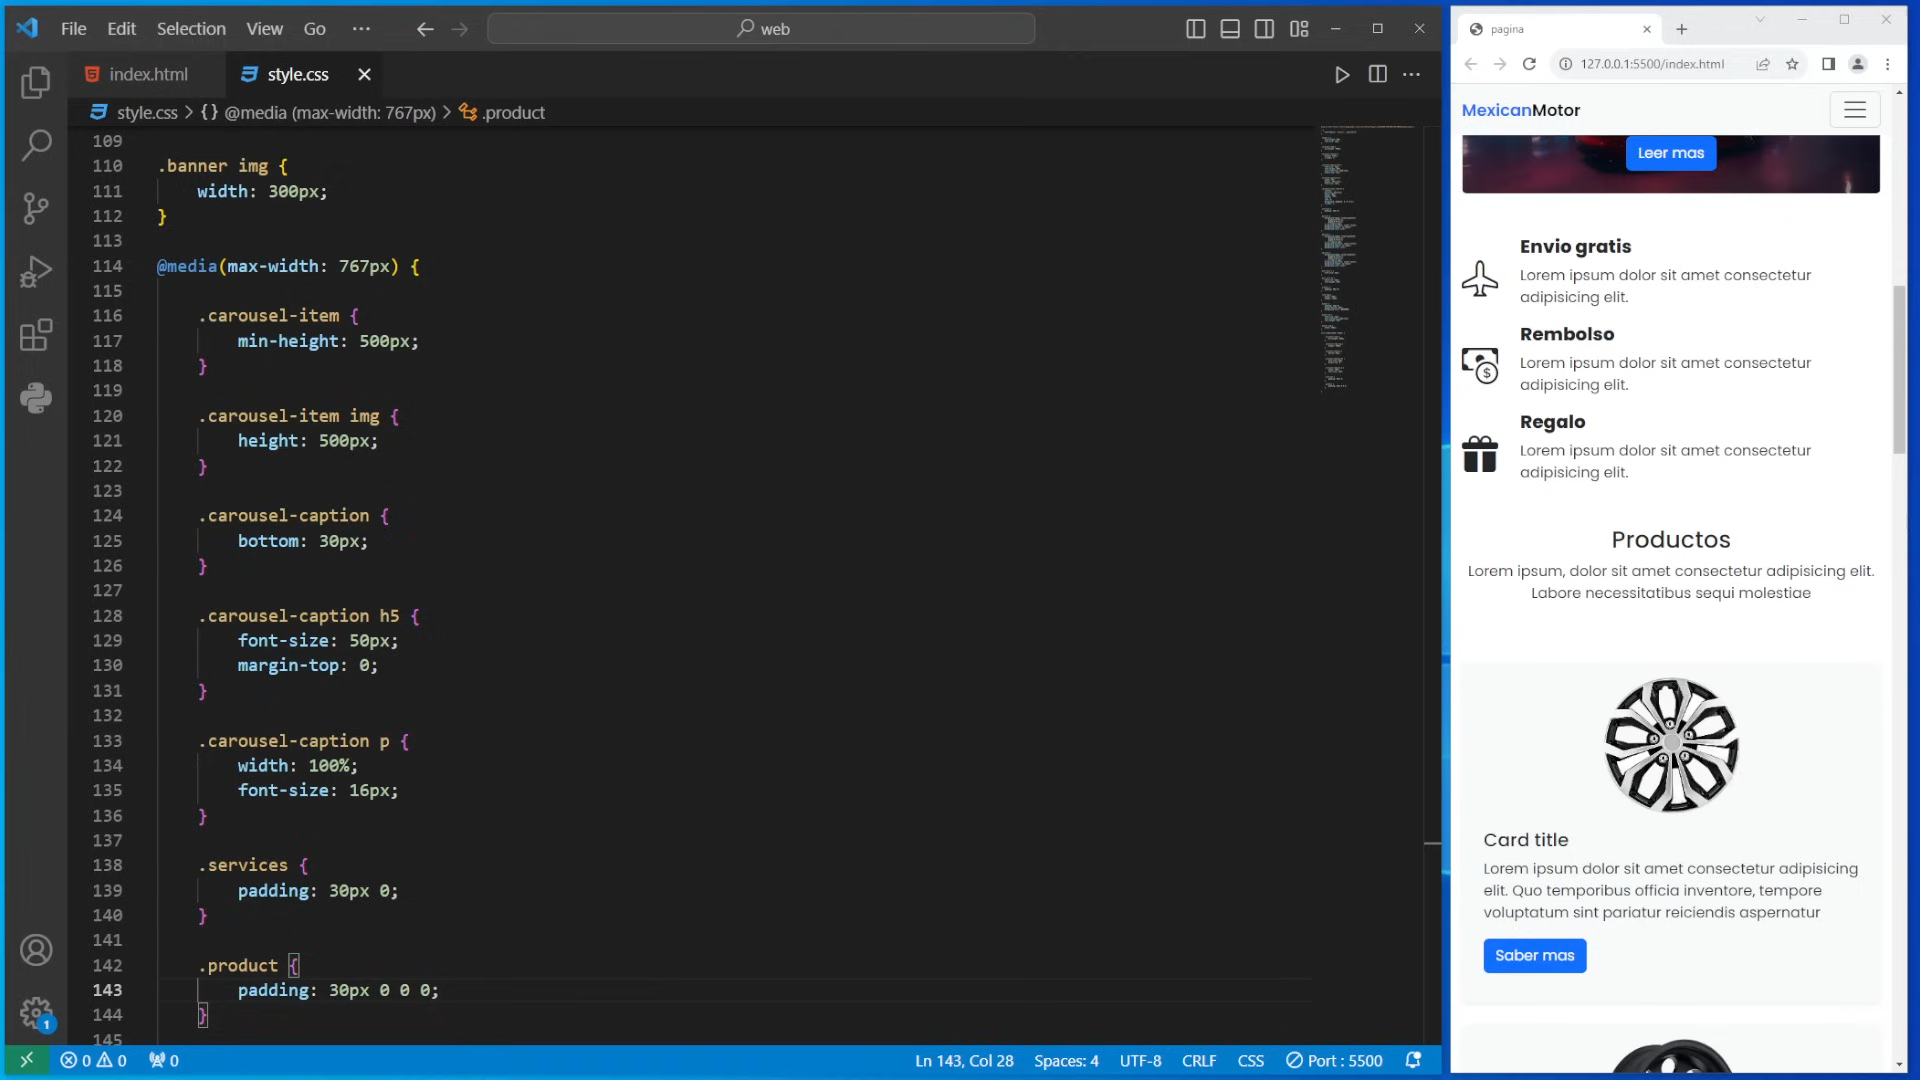 File Edit Selection View Go ··· web
index.html style.css
style.css > {} @media (max-width: 767px) > .product
109
110 .banner img {
111 width: 300px;
112 }
113
114 @media(max-width: 767px) {
115
116 .carousel-item {
117 min-height: 500px;
118 }
119
120 .carousel-item img {
121 height: 500px;
122 }
123
124 .carousel-caption {
125 bottom: 30px;
126 }
127
128 .carousel-caption h5 {
129 font-size: 50px;
130 margin-top: 0;
131 }
132
133 .carousel-caption p {
134 width: 100%;
135 font-size: 16px;
136 }
137
138 .services {
139 padding: 30px 0;
140 }
141
142 .product {
143 padding: 30px 0 0 0;
144 }
145
1
0 0 0 Ln 143, Col 28 Spaces: 4 UTF-8 CRLF CSS Port : 5500
pagina
127.0.0.1:5500/index.html
MexicanMotor
Leer mas
Envio gratis
Lorem ipsum dolor sit amet consectetur
adipisicing elit.
Rembolso
Lorem ipsum dolor sit amet consectetur
adipisicing elit.
Regalo
Lorem ipsum dolor sit amet consectetur
adipisicing elit.
Productos
Lorem ipsum, dolor sit amet consectetur adipisicing elit.
Labore necessitatibus sequi molestiae
Card title
Lorem ipsum dolor sit amet consectetur adipisicing
elit. Quo temporibus officia inventore, tempore
voluptatum sint pariatur reiciendis aspernatur
Saber mas